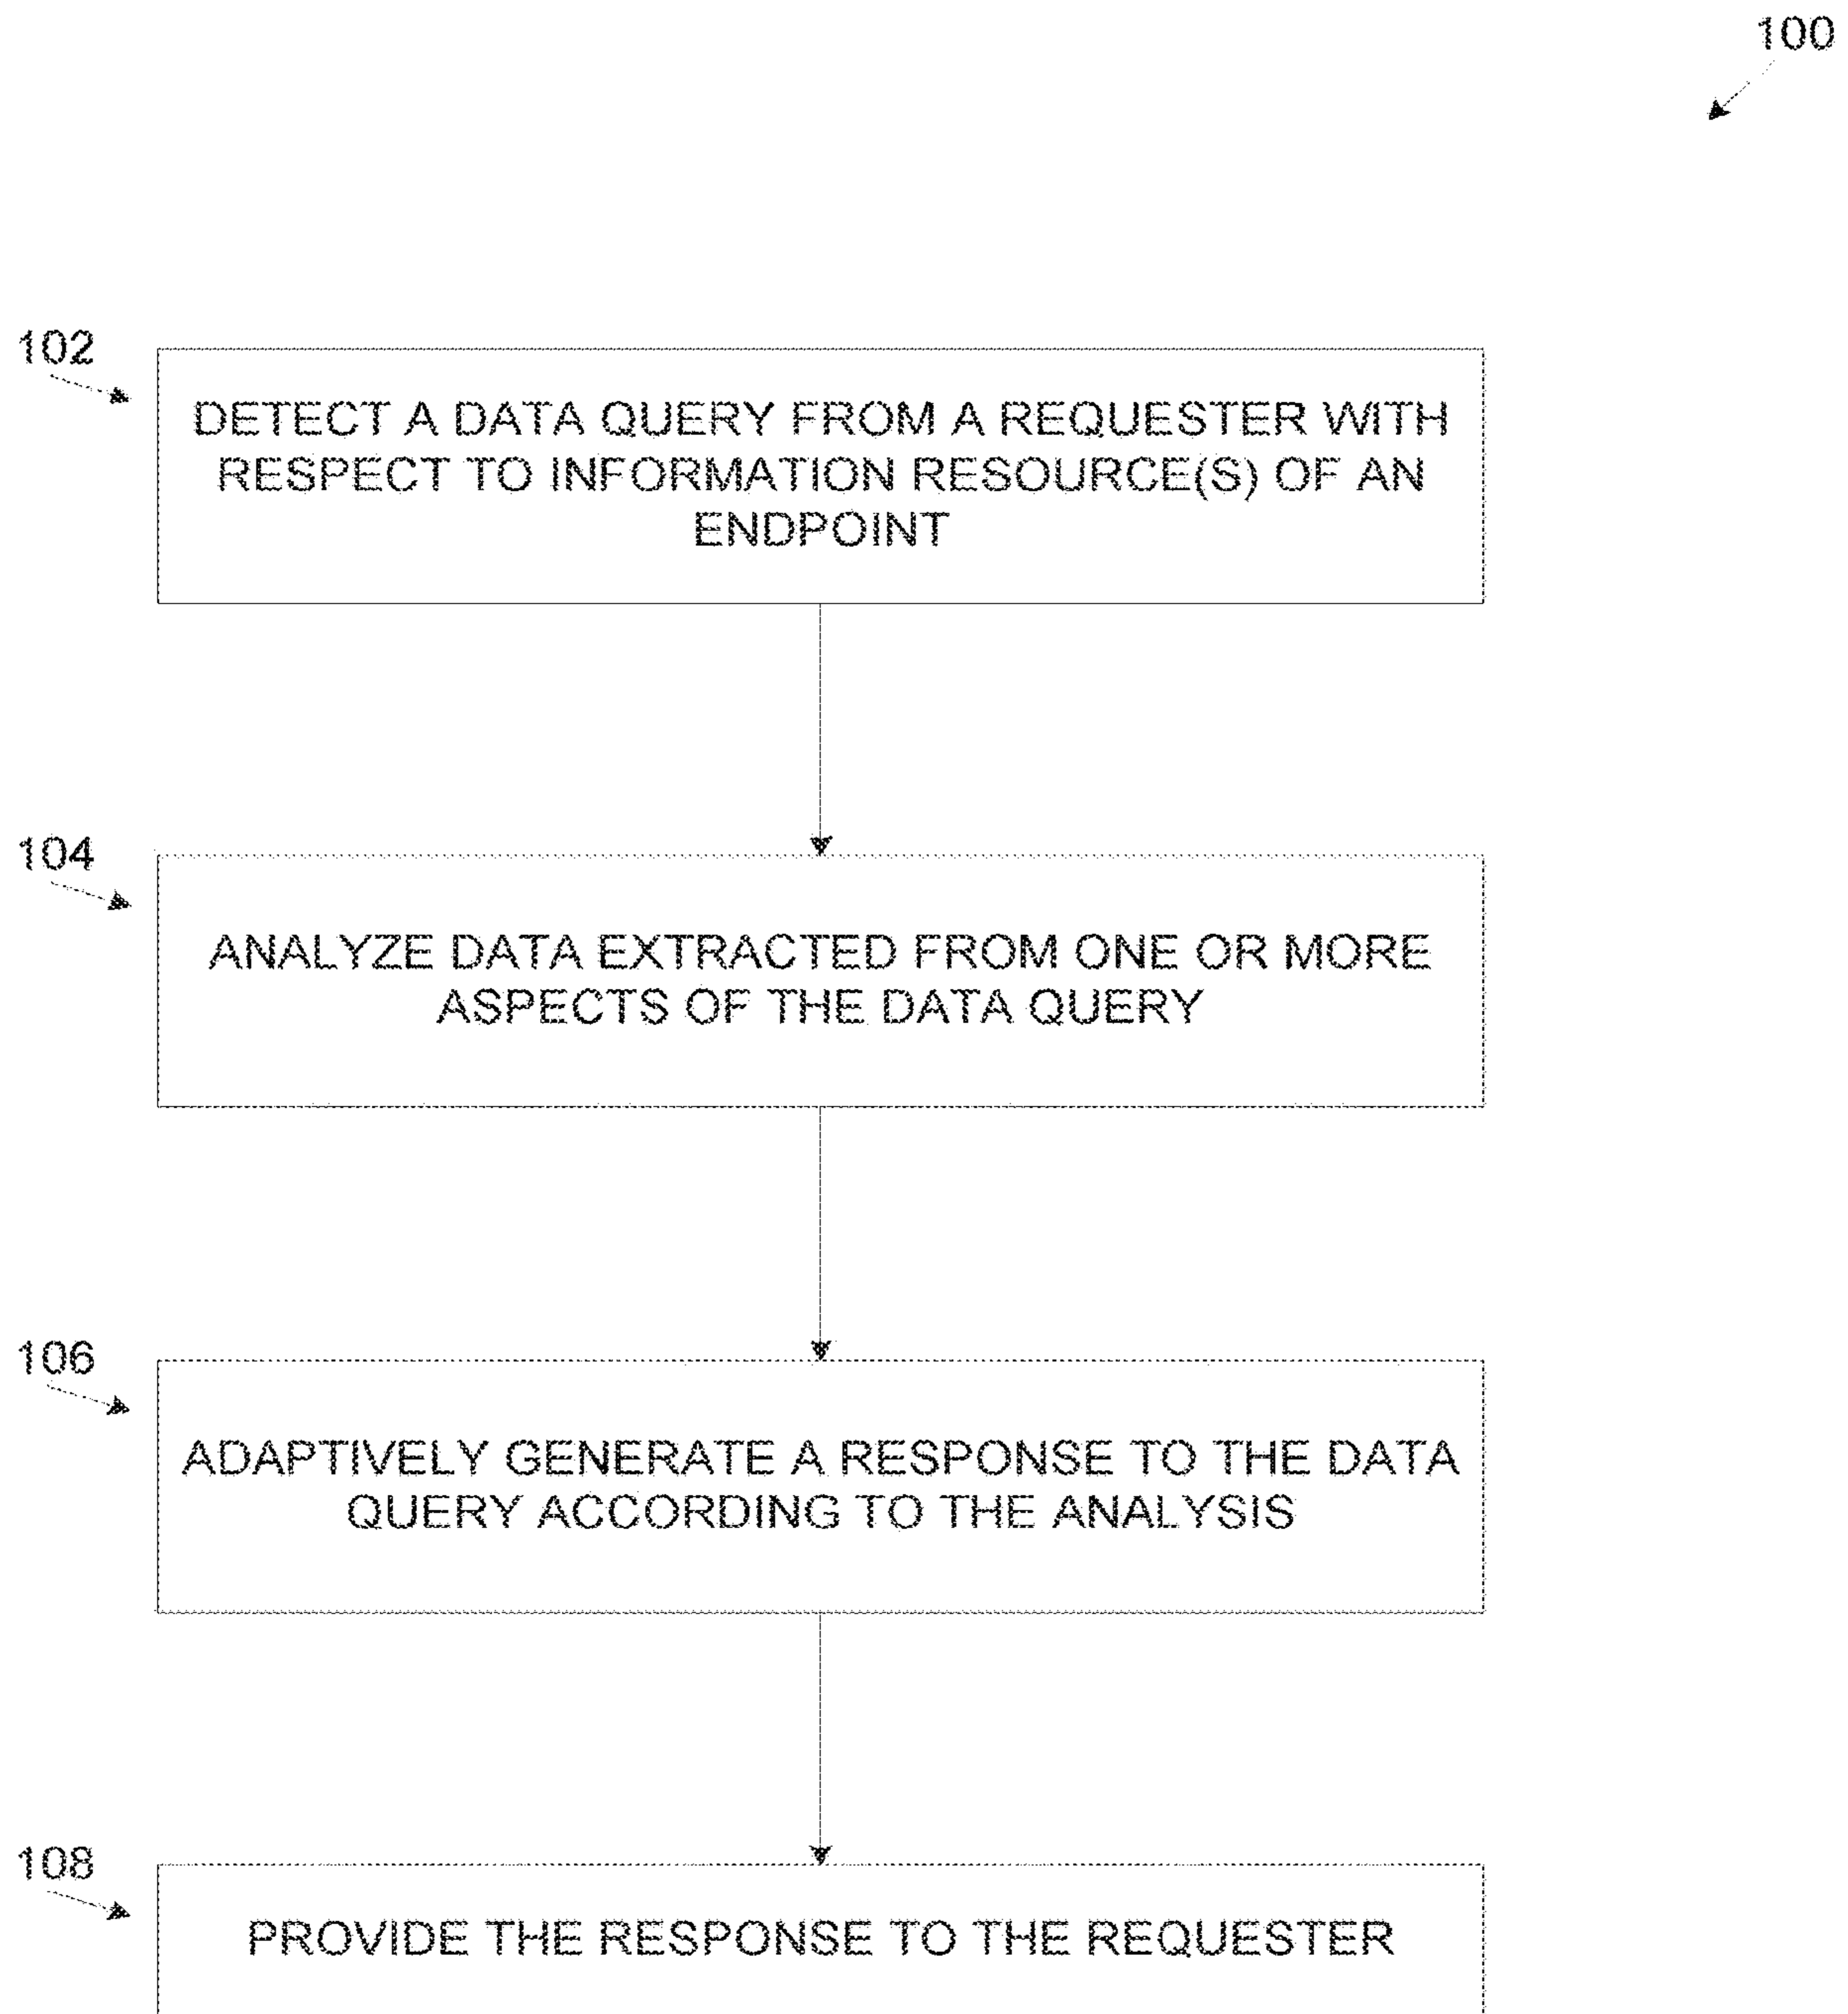 100
102
DETECT A DATA QUERY FROM A REQUESTER WITH
RESPECT TO INFORMATION RESOURCE(S) OF AN
ENDPOINT
104
ANALYZE DATA EXTRACTED FROM ONE OR MORE
ASPECTS OF THE DATA QUERY
106
ADAPTIVELY GENERATE A RESPONSE TO THE DATA
QUERY ACCORDING TO THE ANALYSIS
108
PROVIDE THE RESPONSE TO THE REQUESTER